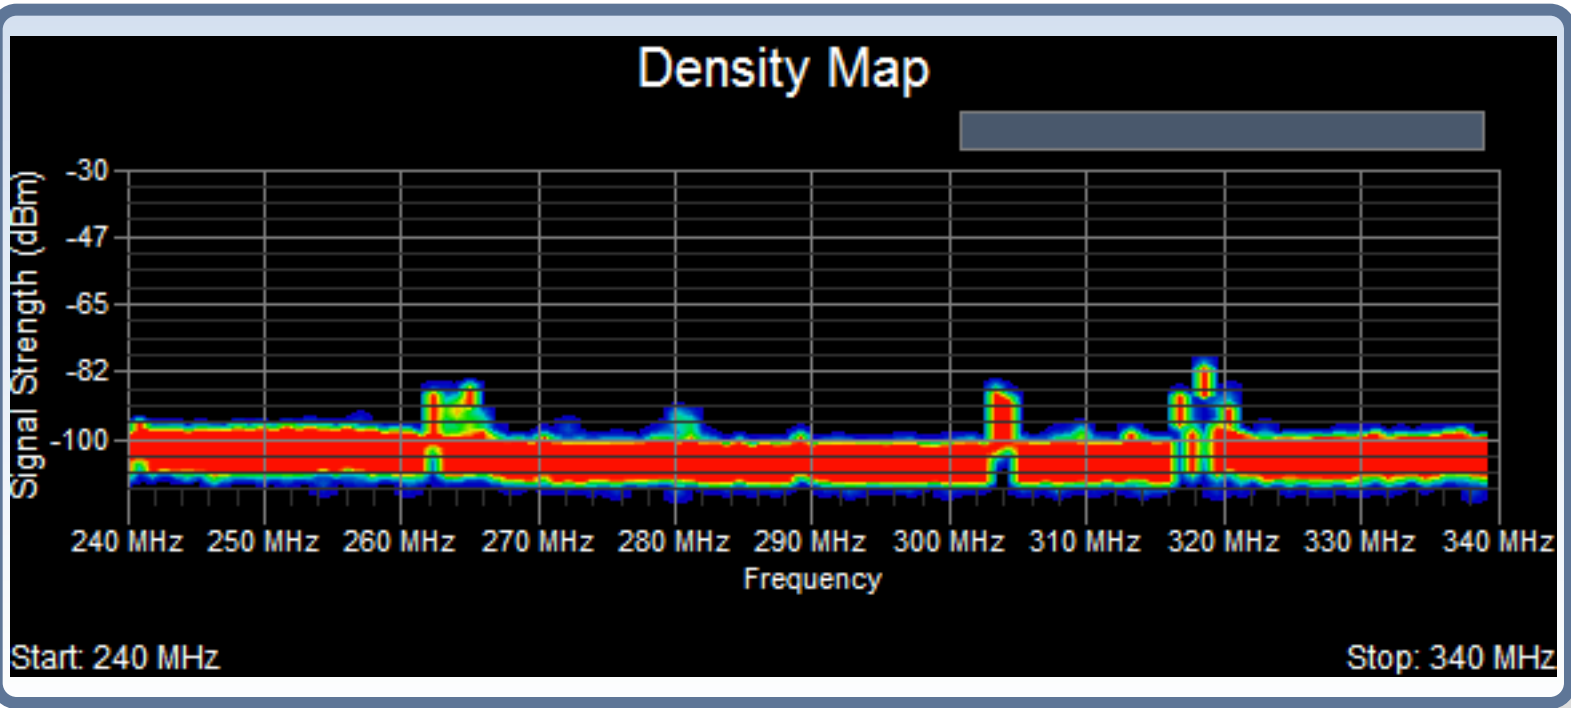 Density Map
Signal Strength (dBm)
-30
-47
-65
-82
-100
240 MHz 250 MHz 260 MHz 270 MHz 280 MHz 290 MHz 300 MHz 310 MHz 320 MHz 330 MHz 340 MHz
Frequency
Start: 240 MHz
Stop: 340 MHz